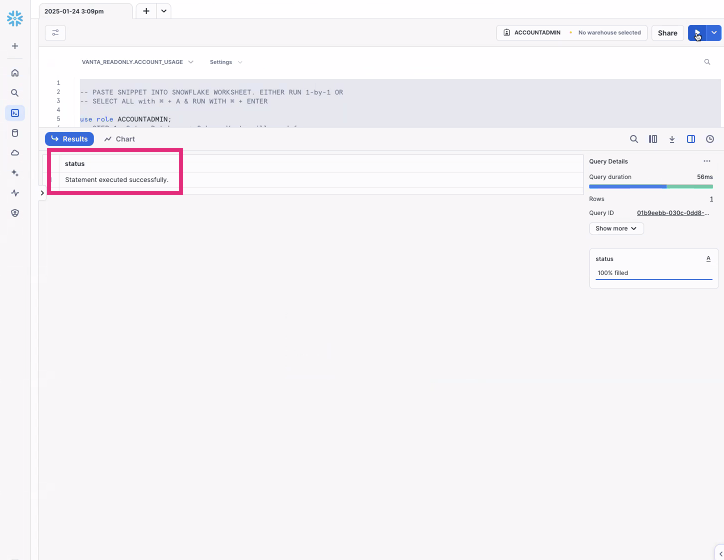 2025-01-24 3:09pm
ACCOUNTADMIN
No warehouse selected
Share
VANTA_READONLY.ACCOUNT_USAGE
Settings
1
2 -- PASTE SNIPPET INTO SNOWFLAKE WORKSHEET. EITHER RUN 1-by-1 OR
3 -- SELECT ALL with ⌘ + A & RUN WITH ⌘ + ENTER
4
5 use role ACCOUNTADMIN;
Results
Chart
status
Statement executed successfully.
Query Details
Query duration 56ms
Rows 1
Query ID 01b9eebb-030c-0dd8-...
Show more
status A
100% filled